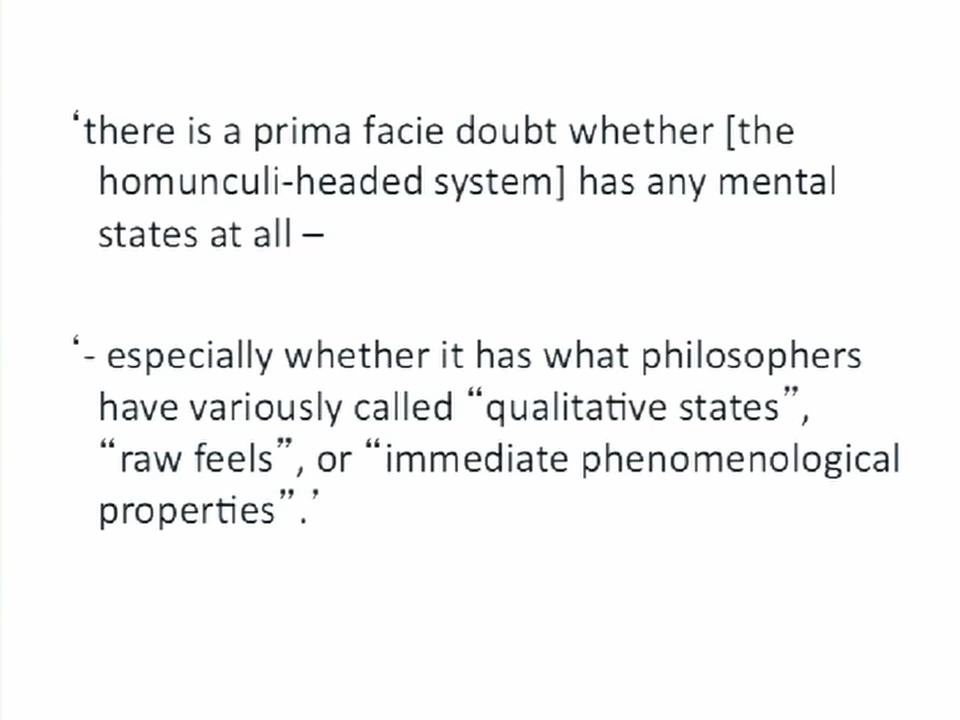 ‘there is a prima facie doubt whether [the
homunculi-headed system] has any mental
states at all –
‘- especially whether it has what philosophers
have variously called “qualitative states”,
“raw feels”, or “immediate phenomenological
properties”.’